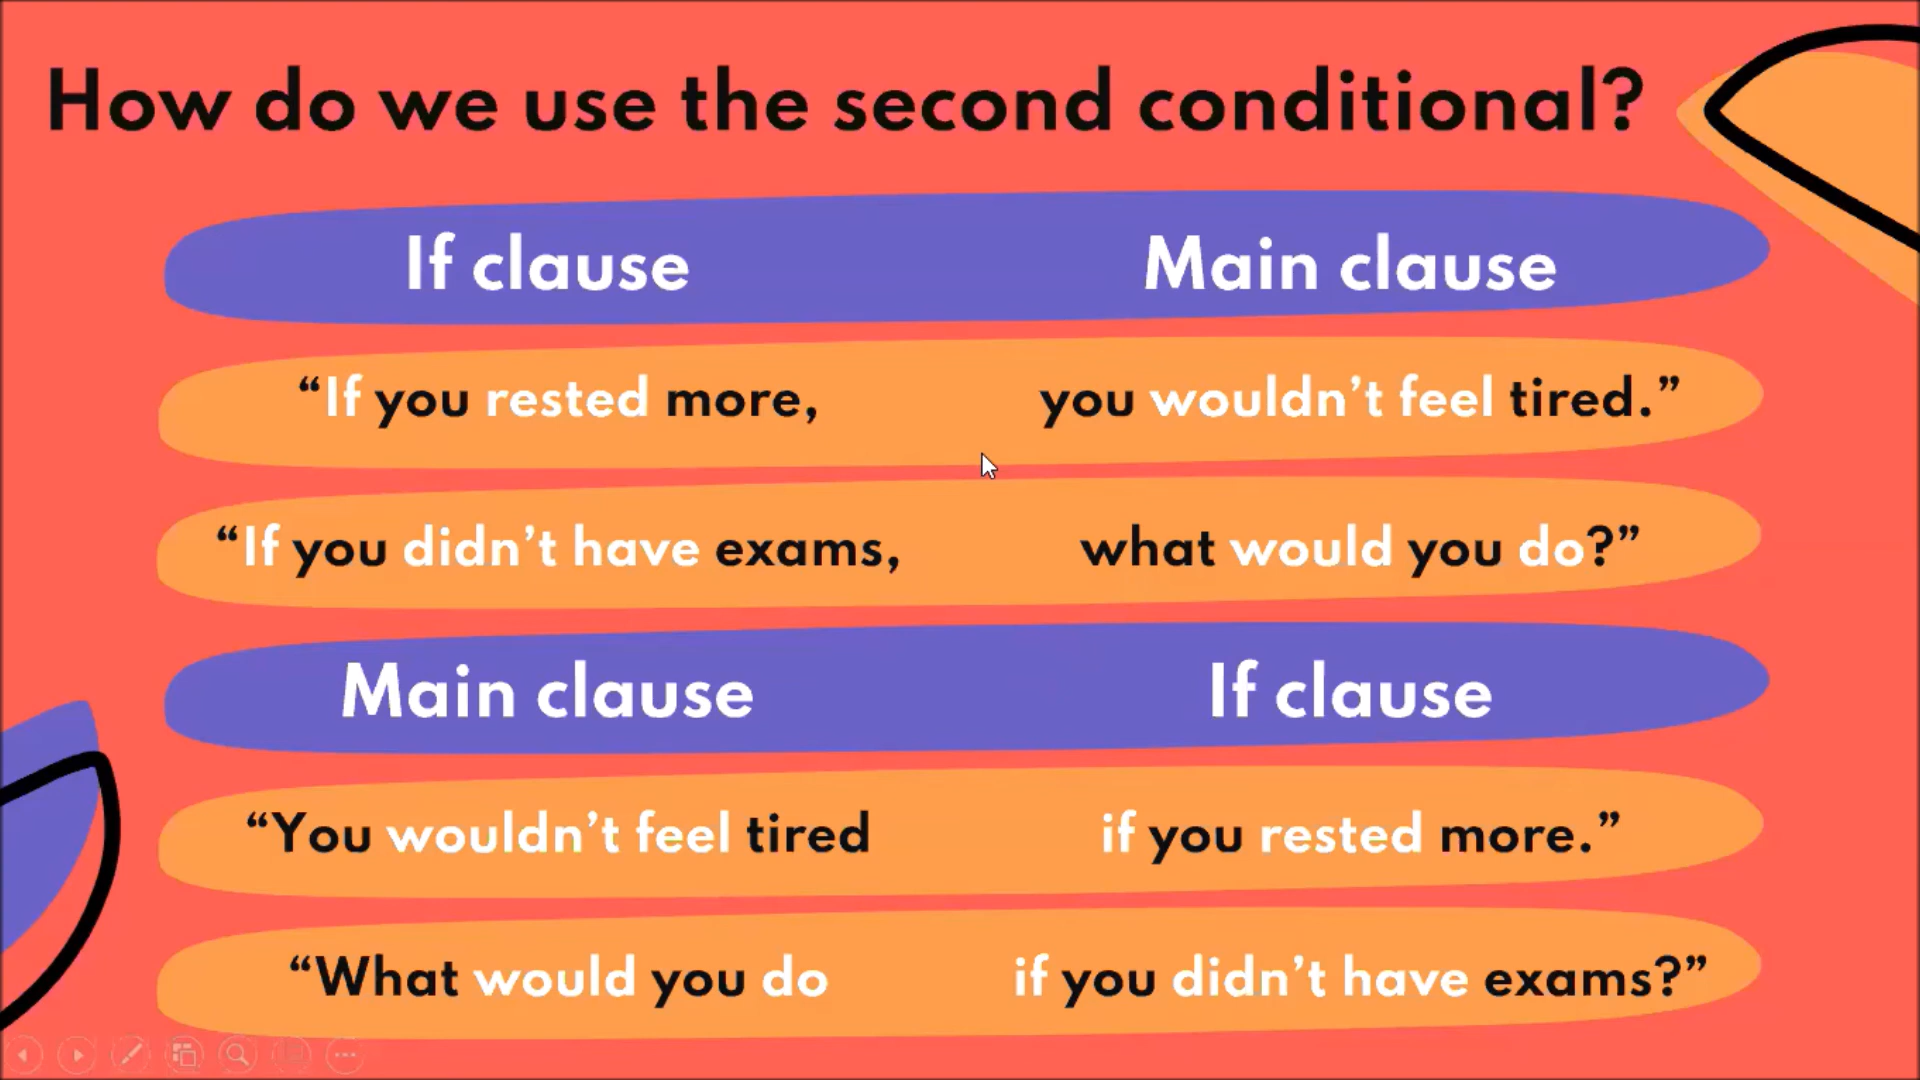 How do we use the second conditional?
If clause Main clause
“If you rested more, you wouldn’t feel tired.”
“If you didn’t have exams, what would you do?”
Main clause If clause
“You wouldn’t feel tired if you rested more.”
“What would you do if you didn’t have exams?”